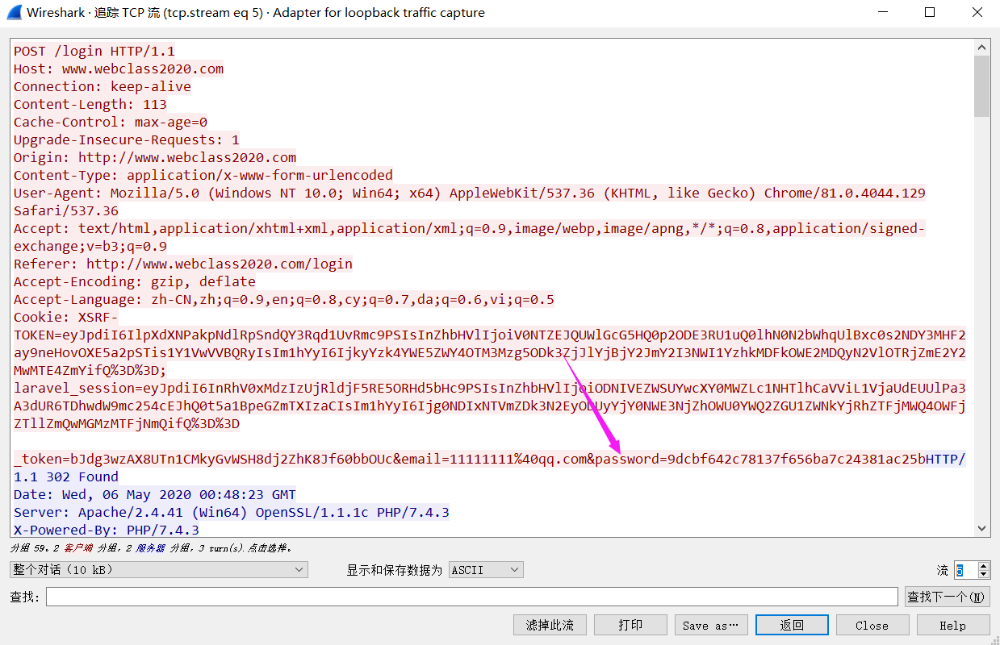 Wireshark · 追踪 TCP 流 (tcp.stream eq 5) · Adapter for loopback traffic capture
POST /login HTTP/1.1
Host: www.webclass2020.com
Connection: keep-alive
Content-Length: 113
Cache-Control: max-age=0
Upgrade-Insecure-Requests: 1
Origin: http://www.webclass2020.com
Content-Type: application/x-www-form-urlencoded
User-Agent: Mozilla/5.0 (Windows NT 10.0; Win64; x64) AppleWebKit/537.36 (KHTML, like Gecko) Chrome/81.0.4044.129
Safari/537.36
Accept: text/html,application/xhtml+xml,application/xml;q=0.9,image/webp,image/apng,*/*;q=0.8,application/signed-
exchange;v=b3;q=0.9
Referer: http://www.webclass2020.com/login
Accept-Encoding: gzip, deflate
Accept-Language: zh-CN,zh;q=0.9,en;q=0.8,cy;q=0.7,da;q=0.6,vi;q=0.5
Cookie: XSRF-
TOKEN=eyJpdiI6IlpXdXNPakpNdlRpSndQY3Rqd1UvRmc9PSIsInZhbHVlIjoiV0NTZEJQUWlGcG5HQ0p2ODE3RU1uQ0lhN0N2bWhqUlBxc0s2NDY3MHF2
ay9neHovOXE5a2pSTis1Y1VwVVBQRyIsIm1hYyI6IjkyYzk4YWE5ZWY4OTM3Mzg5ODk3ZjJlYjBjY2JmY2I3NWI1YzhkMDFkOWE2MDQyN2VlOTRjZmE2Y2
MwMTE4ZmYifQ%3D%3D;
laravel_session=eyJpdiI6InRhV0xMdzIzUjRldjF5RE5ORHd5bHc9PSIsInZhbHVlIjoiODNIVEZWSUYwcXY0MWZLc1NHTlhCaVViL1VjaUdEUUlPa3
A3dUR6TDhwdW9mc254cEJhQ0t5a1BpeGZmTXIzaCIsIm1hYyI6Ijg0NDIxNTVmZDk3N2EyODUyYjY0NWE3NjZhOWU0YWQ2ZGU1ZWNkYjRhZTFjMWQ4OWFj
ZTllZmQwMGMzMTFjNmQifQ%3D%3D
_token=bJdg3wzAX8UTn1CMkyGvWSH8dj2ZhK8Jf60bbOUc&email=11111111%40qq.com&password=9dcbf642c78137f656ba7c24381ac25bHTTP/
1.1 302 Found
Date: Wed, 06 May 2020 00:48:23 GMT
Server: Apache/2.4.41 (Win64) OpenSSL/1.1.1c PHP/7.4.3
X-Powered-By: PHP/7.4.3
分组 59。2 客户端 分组，2 服务器 分组，3 turn(s). 点击选择。
整个对话（10 kB）
显示和保存数据为 ASCII
流 5
查找:
查找下一个(N)
滤掉此流 打印 Save as… 返回 Close Help